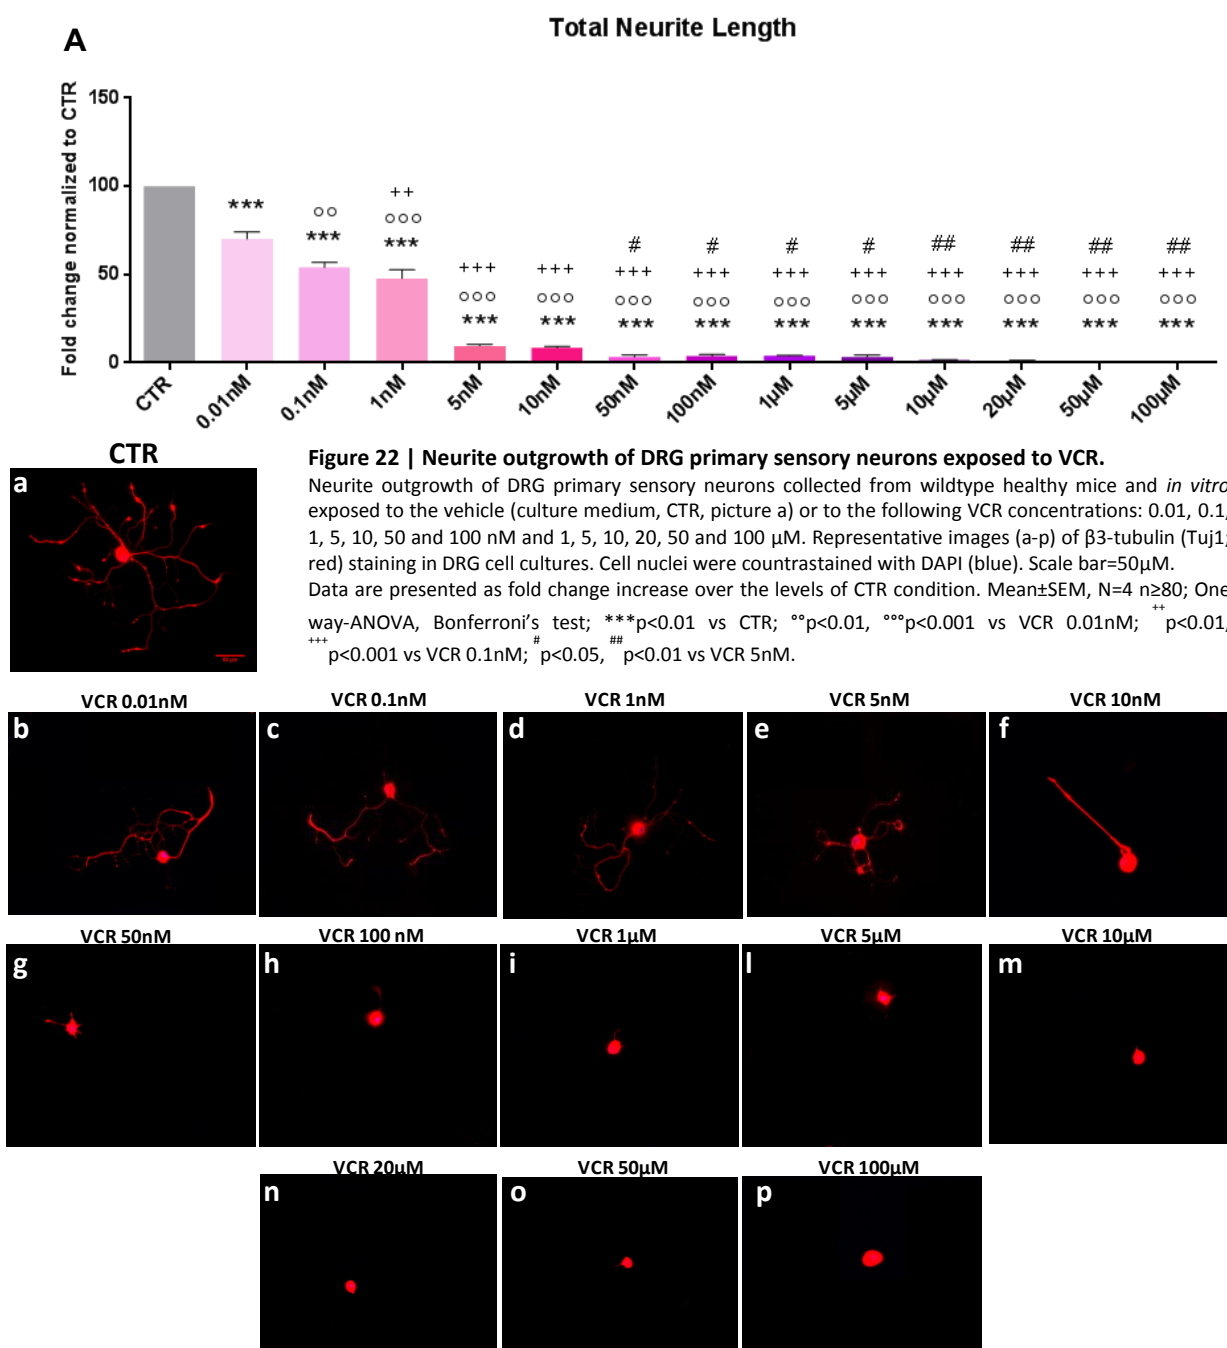 Total Neurite Length
A
Fold change normalized to CTR
150
100
50
0
***
°°
***
++
°°°
***
+++
°°°
***
+++
°°°
***
#
+++
°°°
***
#
+++
°°°
***
#
+++
°°°
***
#
+++
°°°
***
##
+++
°°°
***
##
+++
°°°
***
##
+++
°°°
***
##
+++
°°°
***
CTR 0.01nM 0.1nM 1nM 5nM 10nM 50nM 100nM 1µM 5µM 10µM 20µM 50µM 100µM
CTR
a
50 µm
Figure 22 | Neurite outgrowth of DRG primary sensory neurons exposed to VCR.
Neurite outgrowth of DRG primary sensory neurons collected from wildtype healthy mice and in vitro
exposed to the vehicle (culture medium, CTR, picture a) or to the following VCR concentrations: 0.01, 0.1,
1, 5, 10, 50 and 100 nM and 1, 5, 10, 20, 50 and 100 µM. Representative images (a-p) of β3-tubulin (Tuj1;
red) staining in DRG cell cultures. Cell nuclei were countrastained with DAPI (blue). Scale bar=50µM.
Data are presented as fold change increase over the levels of CTR condition. Mean±SEM, N=4 n≥80; One
way-ANOVA, Bonferroni's test; ***p<0.01 vs CTR; °°p<0.01, °°°p<0.001 vs VCR 0.01nM; ++p<0.01,
+++p<0.001 vs VCR 0.1nM; #p<0.05, ##p<0.01 vs VCR 5nM.
VCR 0.01nM VCR 0.1nM VCR 1nM VCR 5nM VCR 10nM
b c d e f
VCR 50nM VCR 100 nM VCR 1µM VCR 5µM VCR 10µM
g h i l m
VCR 20µM VCR 50µM VCR 100µM
n o p